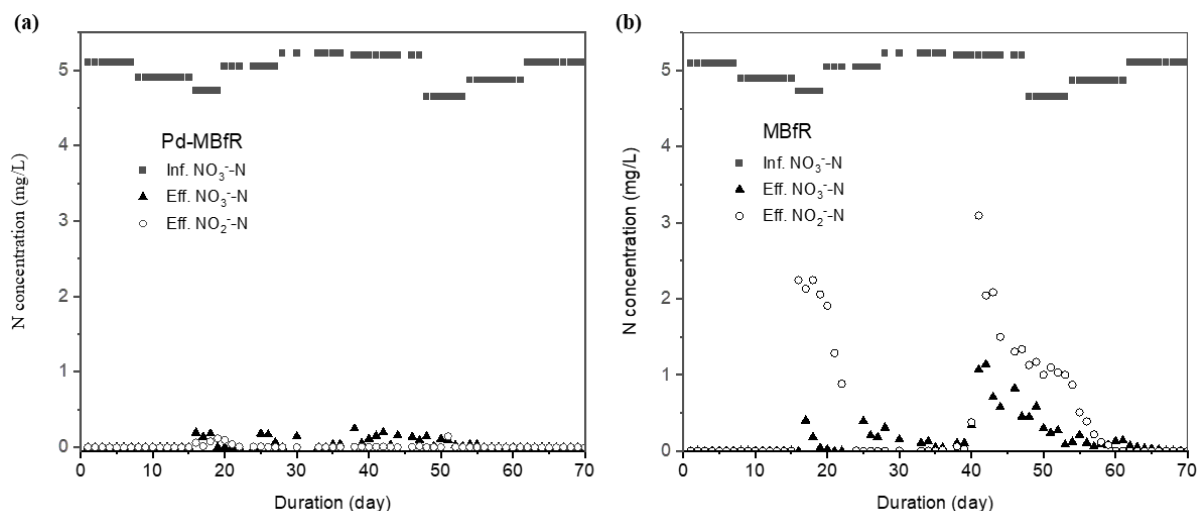 (a)
N concentration (mg/L)
5
4
3
2
1
0
Pd-MBfR
Inf. NO₃⁻-N
Eff. NO₃⁻-N
Eff. NO₂⁻-N
0 10 20 30 40 50 60 70
Duration (day)
(b)
N concentration (mg/L)
5
4
3
2
1
0
MBfR
Inf. NO₃⁻-N
Eff. NO₃⁻-N
Eff. NO₂⁻-N
0 10 20 30 40 50 60 70
Duration (day)